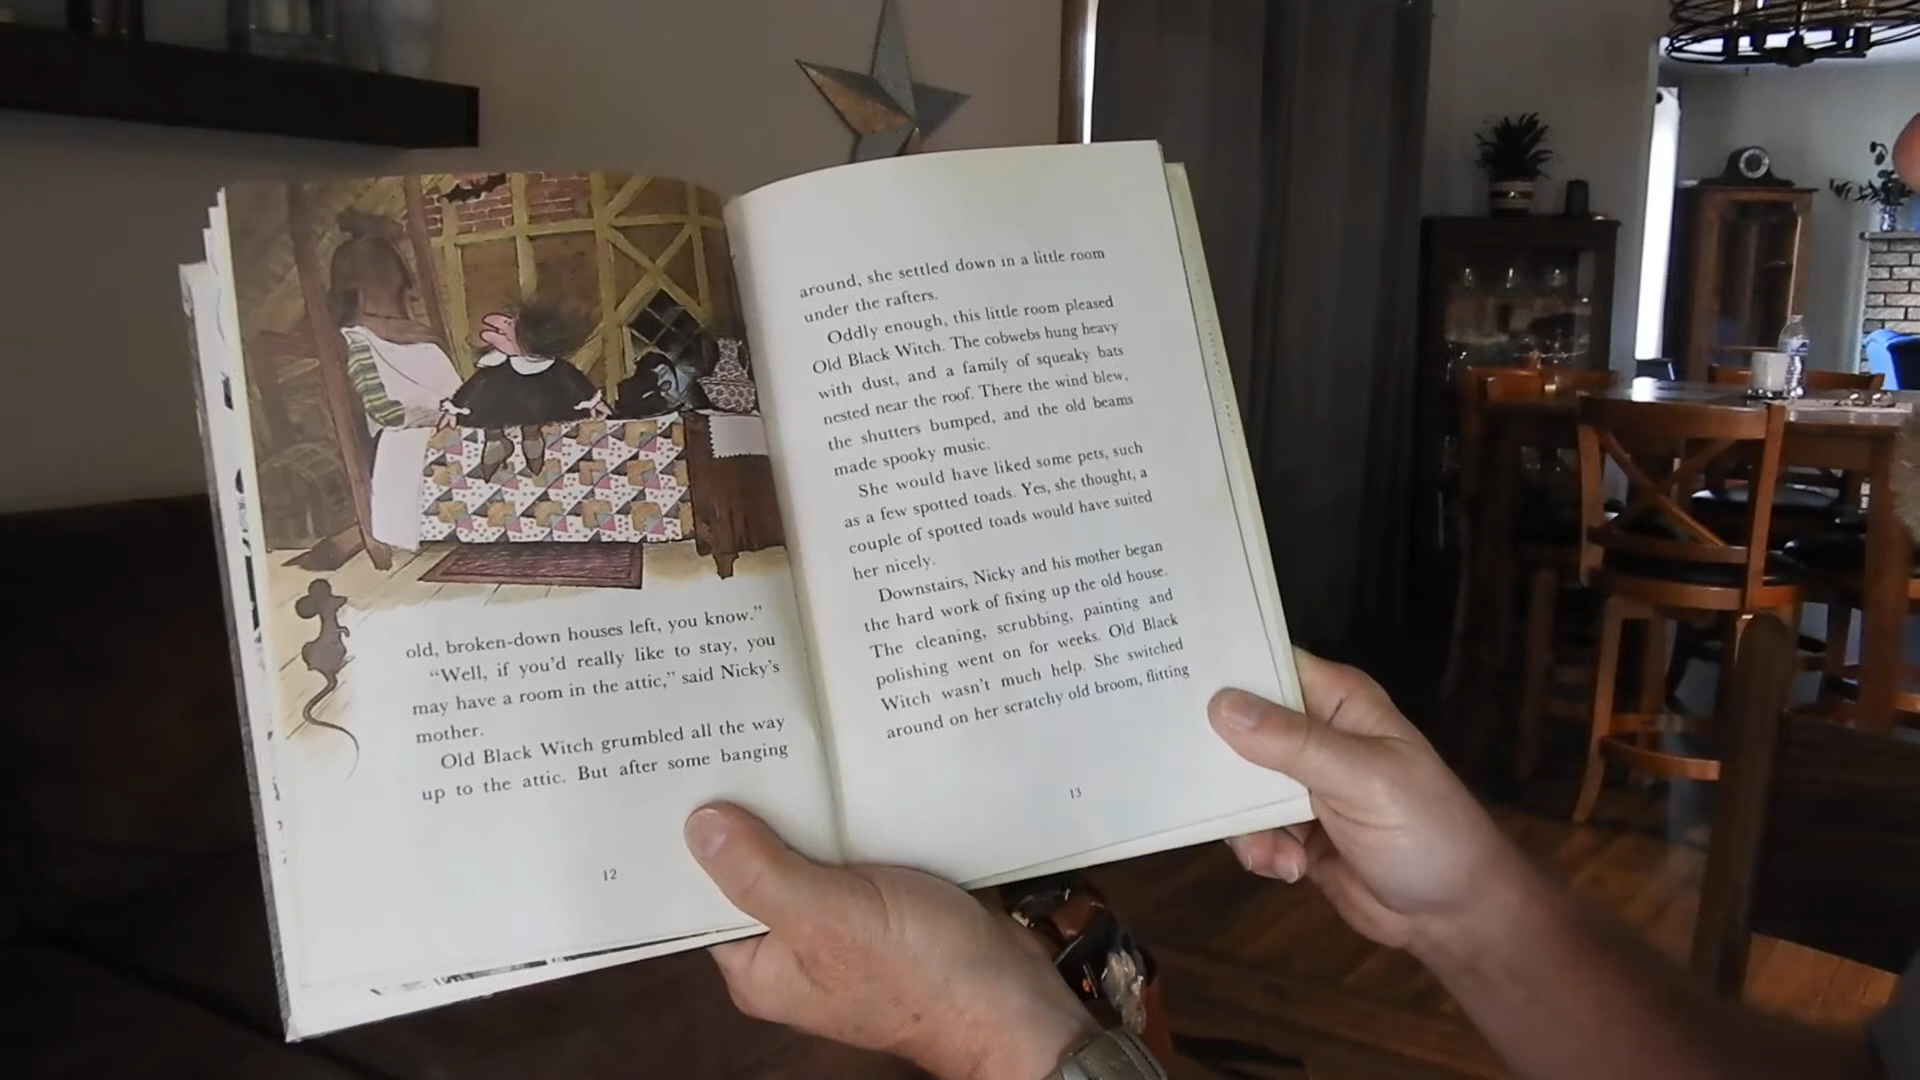 old, broken-down houses left, you know.”
“Well, if you’d really like to stay, you
may have a room in the attic,” said Nicky’s
mother.
Old Black Witch grumbled all the way
up to the attic. But after some banging
12
around, she settled down in a little room
under the rafters.
Oddly enough, this little room pleased
Old Black Witch. The cobwebs hung heavy
with dust, and a family of squeaky bats
nested near the roof. There the wind blew,
the shutters bumped, and the old beams
made spooky music.
She would have liked some pets, such
as a few spotted toads. Yes, she thought, a
couple of spotted toads would have suited
her nicely.
Downstairs, Nicky and his mother began
the hard work of fixing up the old house.
The cleaning, scrubbing, painting and
polishing went on for weeks. Old Black
Witch wasn’t much help. She switched
around on her scratchy old broom, flitting
13